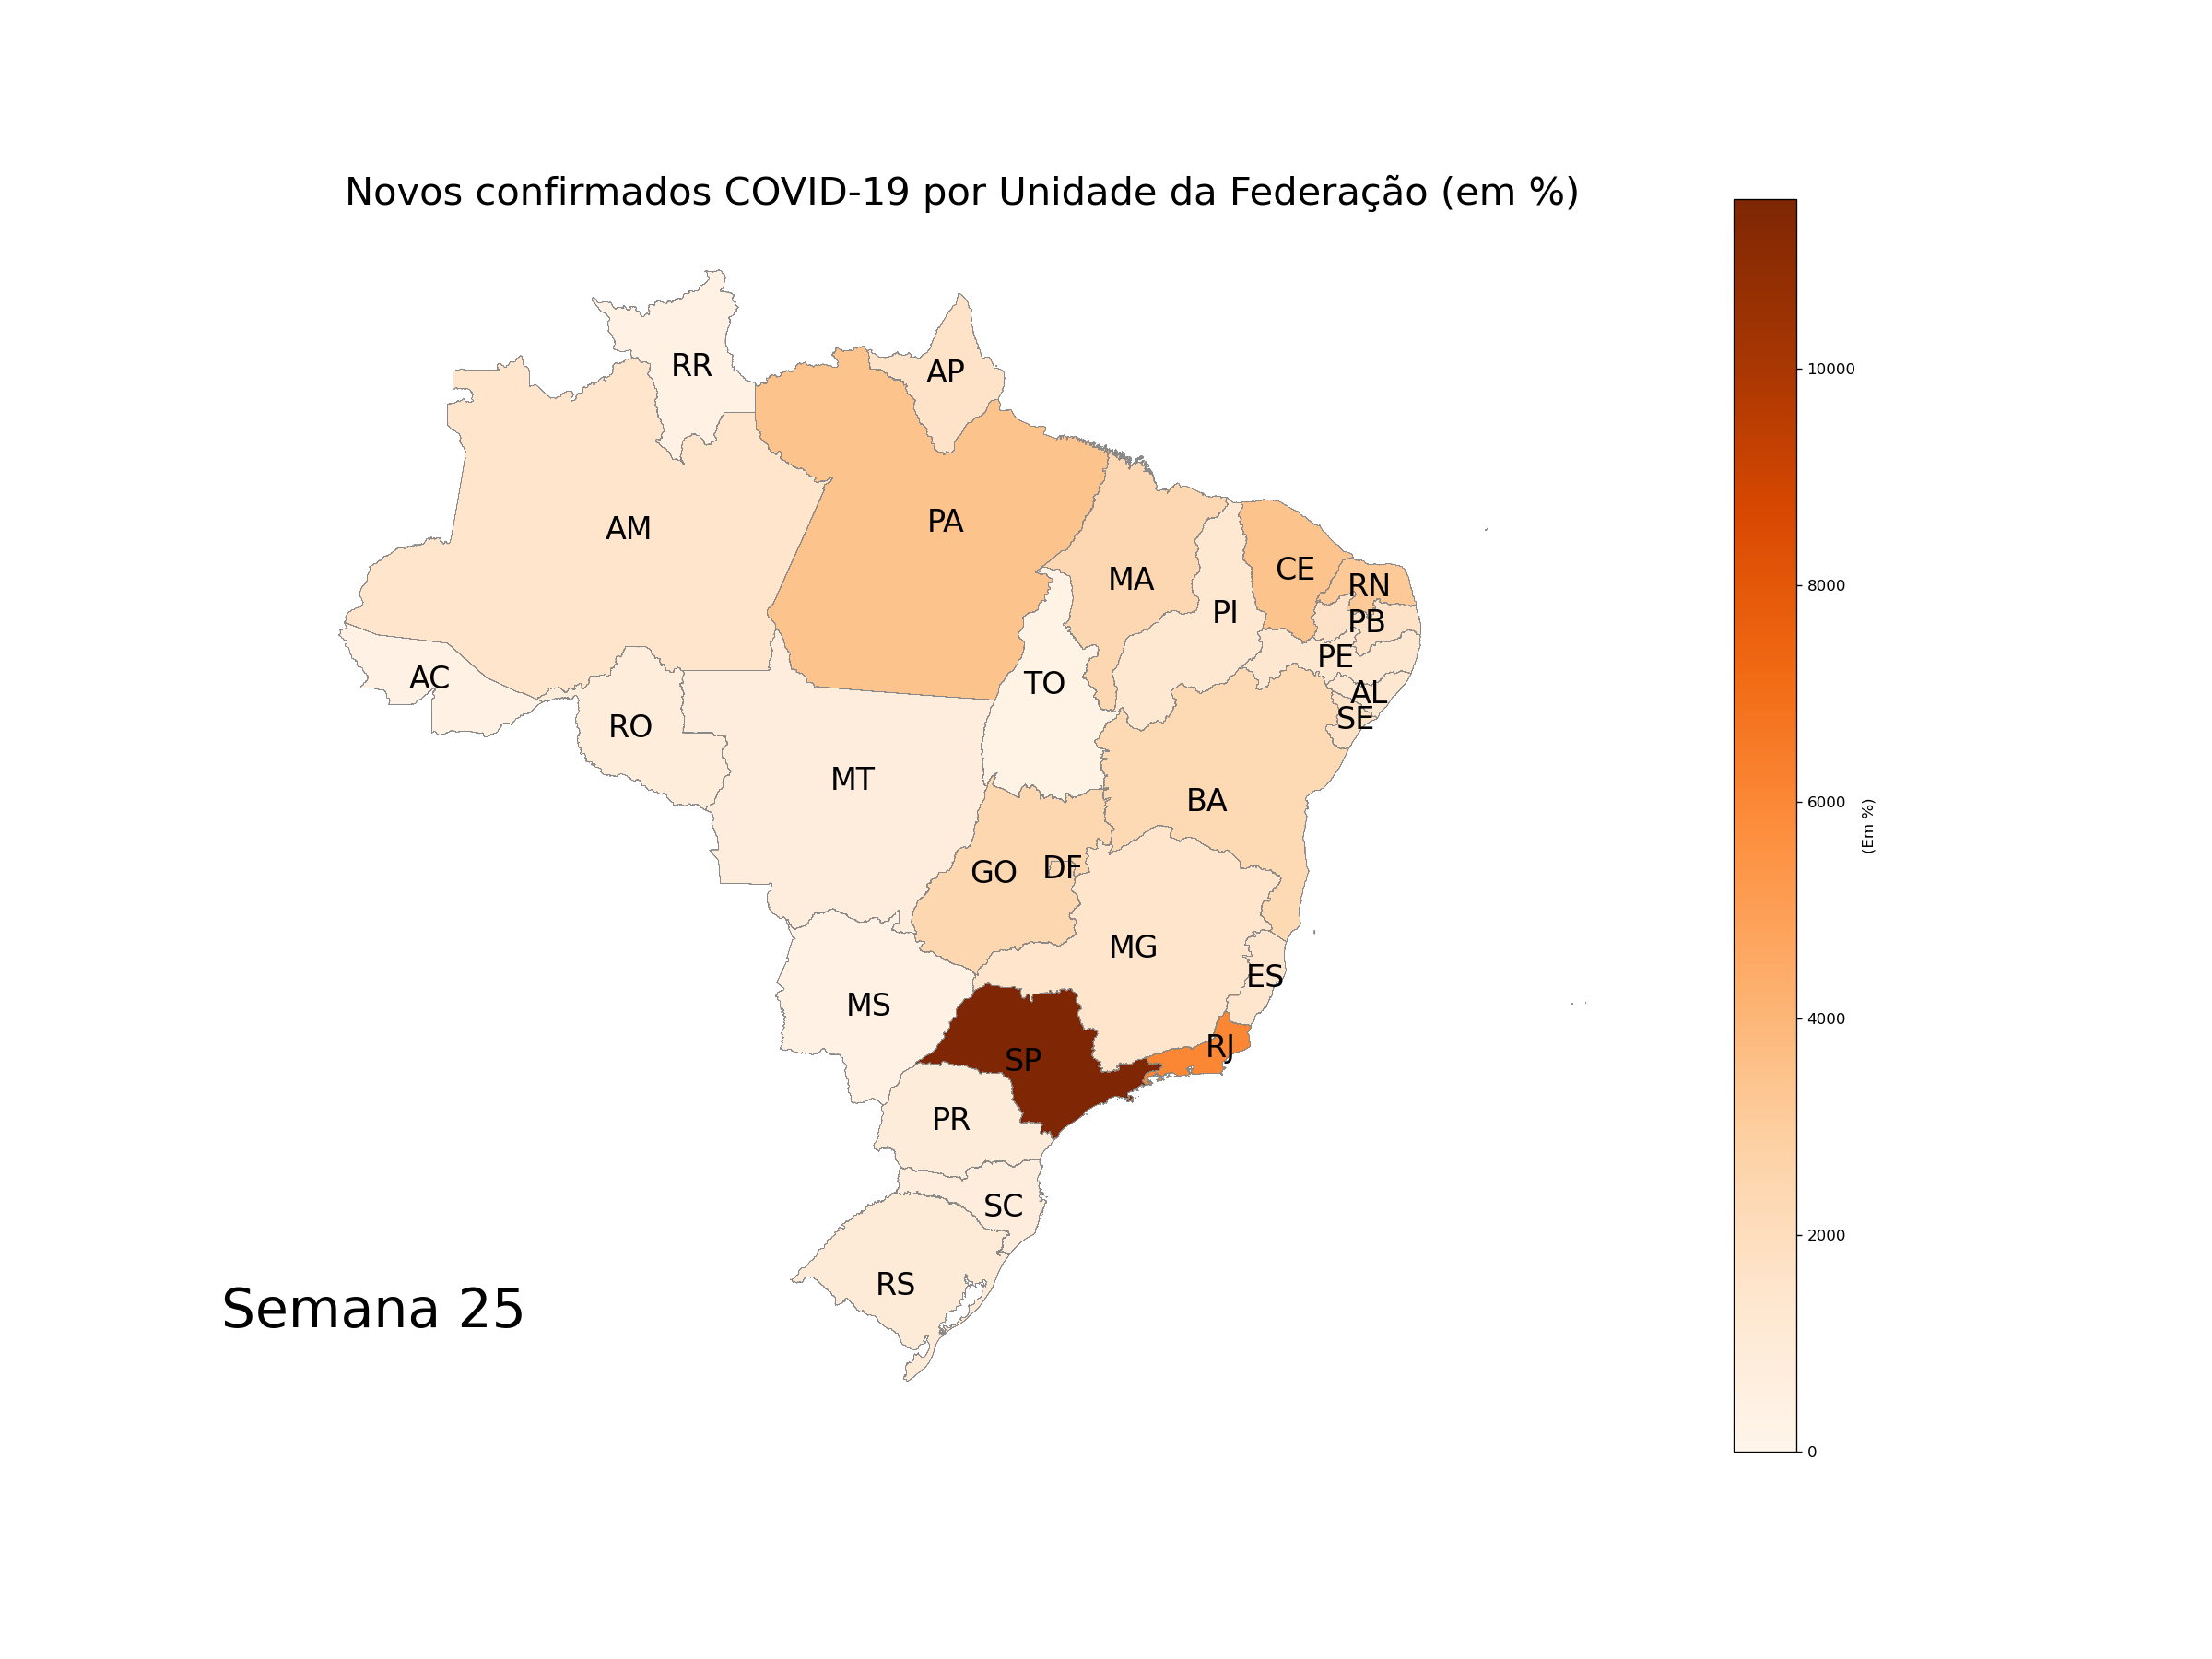 Novos confirmados COVID-19 por Unidade da Federação (em %)
RR
AP
AM
PA
MA
CE
RN
PI
PB
PE
AC
TO
AL
RO
SE
MT
BA
GO
DF
MG
ES
MS
RJ
SP
PR
SC
RS
Semana 25
10000
8000
6000
4000
2000
0
(Em %)